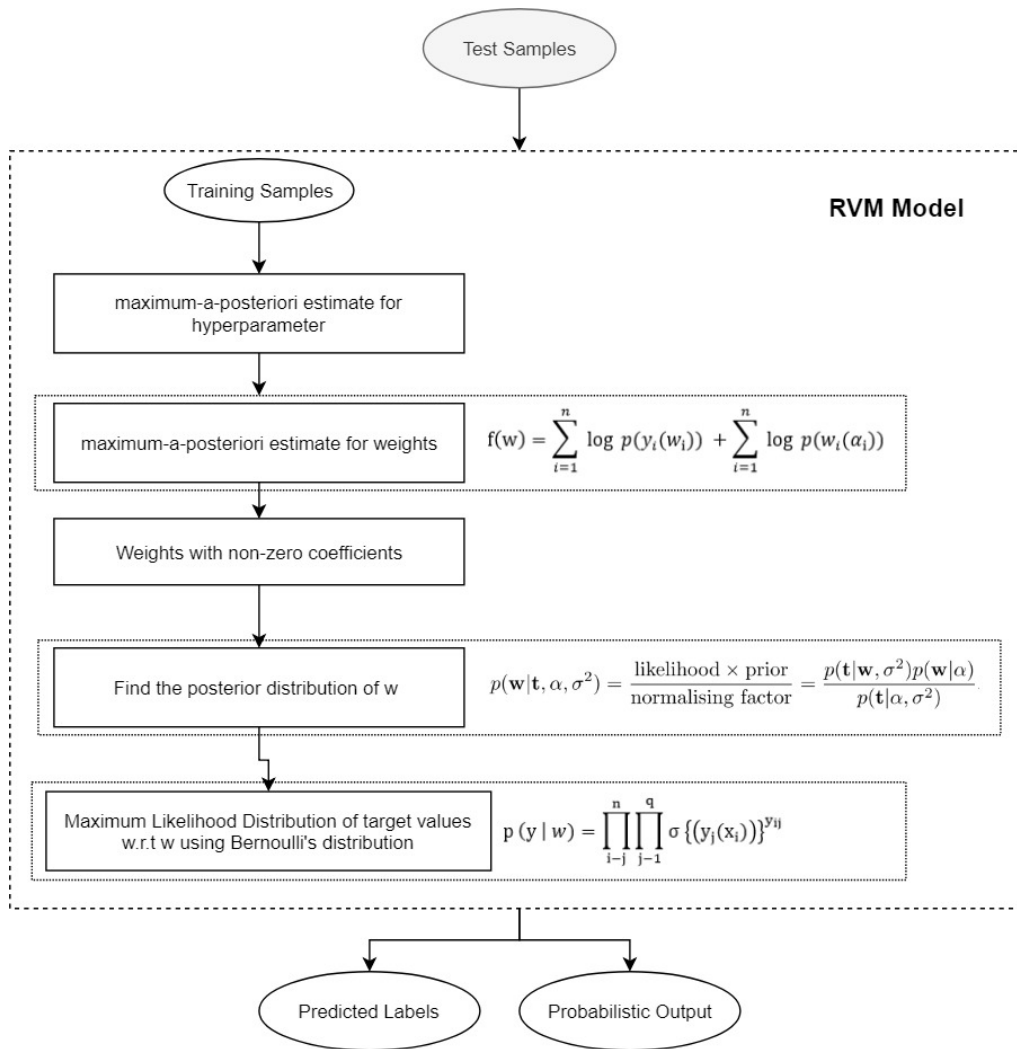 Test Samples
Training Samples
RVM Model
maximum-a-posteriori estimate for
hyperparameter
maximum-a-posteriori estimate for weights
f(w) = ∑_{i=1}^{n} log p(y_i(w_i)) + ∑_{i=1}^{n} log p(w_i(α_i))
Weights with non-zero coefficients
Find the posterior distribution of w
p(w|t, α, σ²) = likelihood × prior / normalising factor = p(t|w, σ²)p(w|α) / p(t|α, σ²) .
Maximum Likelihood Distribution of target values
w.r.t w using Bernoulli's distribution
p (y | w) = ∏_{i-j}^{n} ∏_{j-1}^{q} σ {(y_j(x_i))}^{y_ij}
Predicted Labels
Probabilistic Output